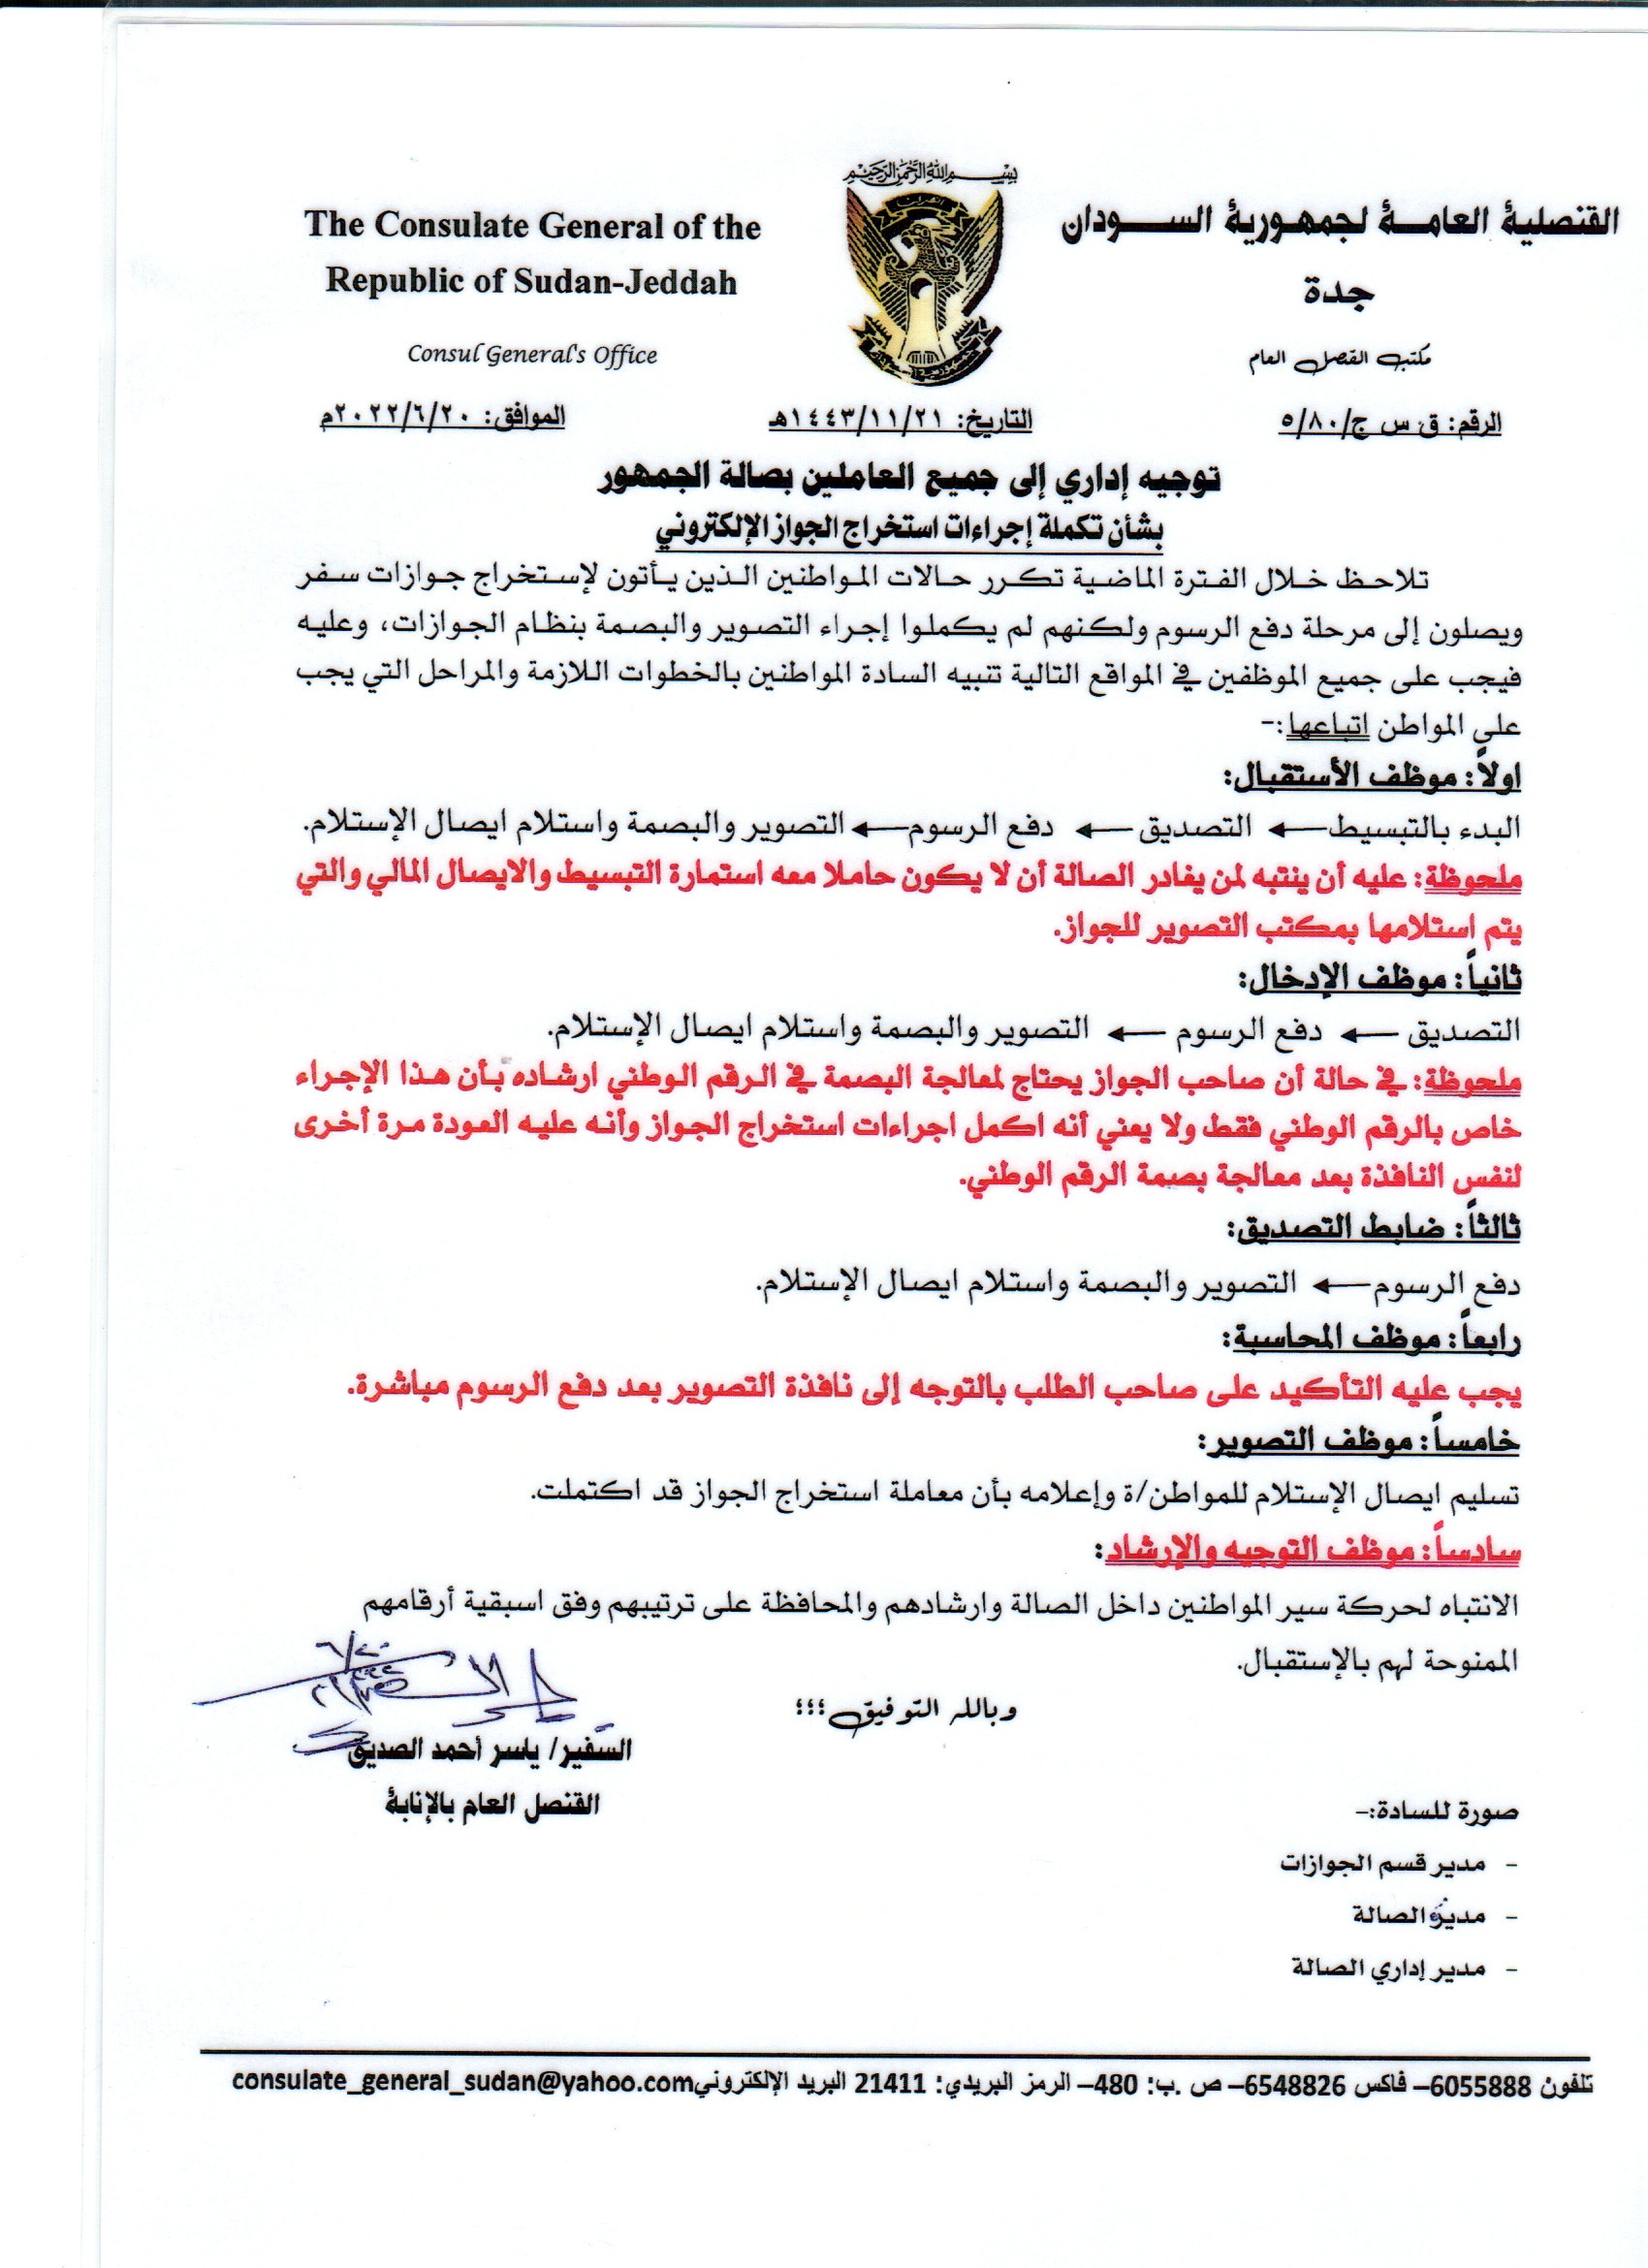 بسم الله الرحمن الرحيم
القنصلية العامة لجمهورية السودان
جدة
مكتب القنصل العام
The Consulate General of the
Republic of Sudan-Jeddah
Consul General's Office
الرقم: ق س ج/٥/٨٠ التاريخ: ١٤٤٣/١١/٢١هـ الموافق: ٢٠٢٢/٦/٢٠م
توجيه إداري إلى جميع العاملين بصالة الجمهور
بشأن تكملة إجراءات استخراج الجواز الإلكتروني
تلاحظ خلال الفترة الماضية تكرر حالات المواطنين الذين يأتون لإستخراج جوازات سفر
ويصلون إلى مرحلة دفع الرسوم ولكنهم لم يكملوا إجراء التصوير والبصمة بنظام الجوازات، وعليه
فيجب على جميع الموظفين في المواقع التالية تنبيه السادة المواطنين بالخطوات اللازمة والمراحل التي يجب
على المواطن اتباعها:-
اولاً: موظف الأستقبال:
البدء بالتبسيط ← التصديق ← دفع الرسوم ← التصوير والبصمة واستلام ايصال الإستلام.
ملحوظة: عليه أن ينتبه لمن يغادر الصالة أن لا يكون حاملا معه استمارة التبسيط والايصال المالي والتي
يتم استلامها بمكتب التصوير للجواز.
ثانياً: موظف الإدخال:
التصديق ← دفع الرسوم ← التصوير والبصمة واستلام ايصال الإستلام.
ملحوظة: في حالة أن صاحب الجواز يحتاج لمعالجة البصمة في الرقم الوطني ارشاده بأن هذا الإجراء
خاص بالرقم الوطني فقط ولا يعني أنه اكمل اجراءات استخراج الجواز وأنه عليه العودة مرة أخرى
لنفس النافذة بعد معالجة بصمة الرقم الوطني.
ثالثاً: ضابط التصديق:
دفع الرسوم ← التصوير والبصمة واستلام ايصال الإستلام.
رابعاً: موظف المحاسبة:
يجب عليه التأكيد على صاحب الطلب بالتوجه إلى نافذة التصوير بعد دفع الرسوم مباشرة.
خامساً: موظف التصوير:
تسليم ايصال الإستلام للمواطن/ة وإعلامه بأن معاملة استخراج الجواز قد اكتملت.
سادساً: موظف التوجيه والإرشاد:
الانتباه لحركة سير المواطنين داخل الصالة وارشادهم والمحافظة على ترتيبهم وفق اسبقية أرقامهم
الممنوحة لهم بالإستقبال.
وبالله التوفيق؛؛؛
السفير/ ياسر أحمد الصديق
القنصل العام بالإنابة
صورة للسادة:-
- مدير قسم الجوازات
- مدير الصالة
- مدير إداري الصالة
تلفون 6055888– فاكس 6548826– ص .ب: 480– الرمز البريدي: 21411 البريد الإلكتروني consulate_general_sudan@yahoo.com